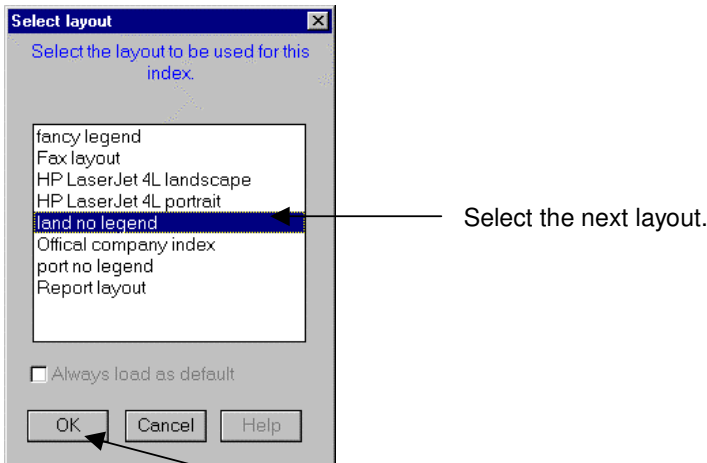 Select layout
Select the layout to be used for this
index.
fancy legend
Fax layout
HP LaserJet 4L landscape
HP LaserJet 4L portrait
land no legend
Select the next layout.
Offical company index
port no legend
Report layout
Always load as default
OK Cancel Help